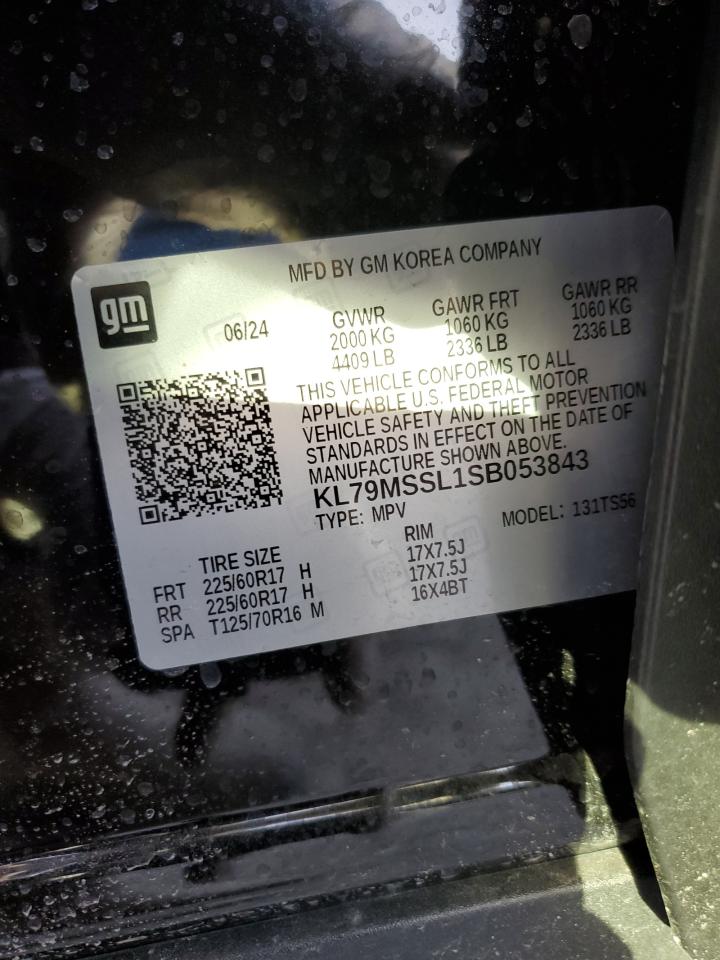 MFD BY GM KOREA COMPANY
gm
06/24
GVWR GAWR FRT GAWR RR
2000 KG 1060 KG 1060 KG
4409 LB 2336 LB 2336 LB
THIS VEHICLE CONFORMS TO ALL
APPLICABLE U.S. FEDERAL MOTOR
VEHICLE SAFETY AND THEFT PREVENTION
STANDARDS IN EFFECT ON THE DATE OF
MANUFACTURE SHOWN ABOVE.
KL79MSSL1SB053843
TYPE: MPV MODEL: 131TS56
TIRE SIZE RIM
FRT 225/60R17 H 17X7.5J
RR 225/60R17 H 17X7.5J
SPA T125/70R16 M 16X4BT